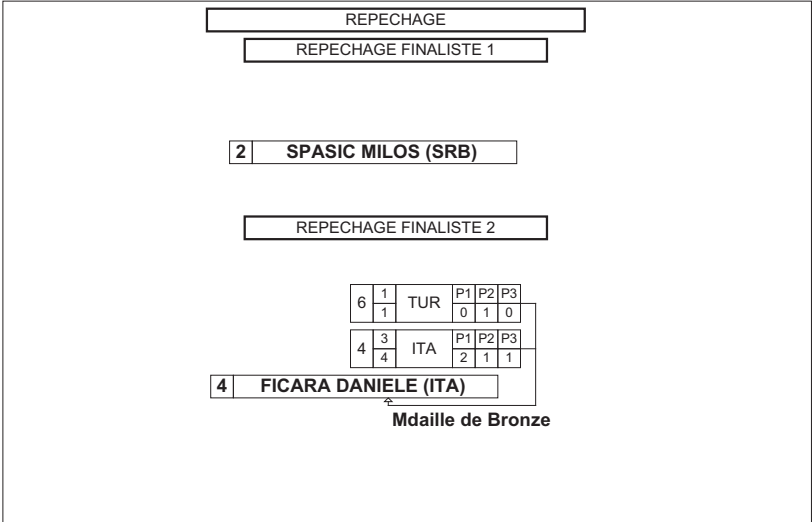 REPECHAGE
REPECHAGE FINALISTE 1
2 SPASIC MILOS (SRB)
REPECHAGE FINALISTE 2
6 1 TUR P1 P2 P3
1 0 1 0
4 3 ITA P1 P2 P3
4 2 1 1
4 FICARA DANIELE (ITA)
Mdaille de Bronze